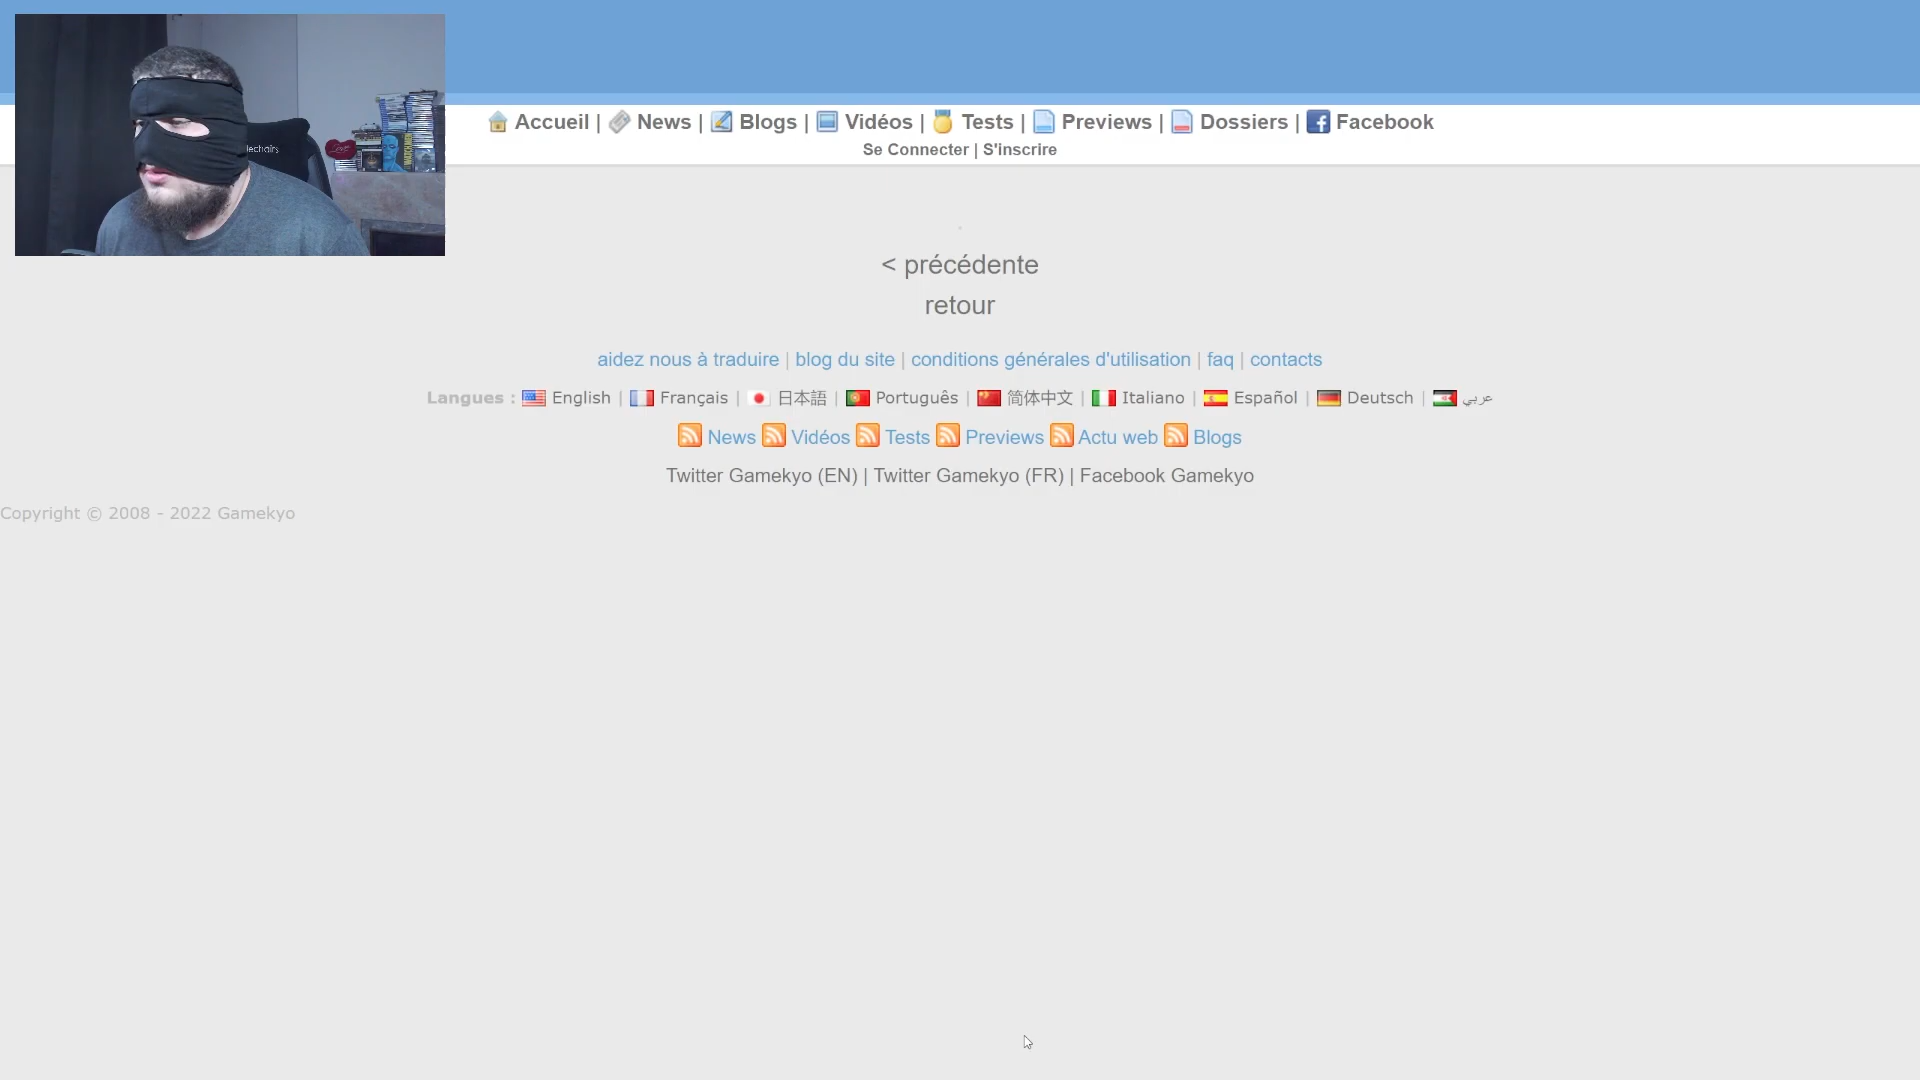 Accueil | News | Blogs | Vidéos | Tests | Previews | Dossiers | Facebook
Se Connecter | S'inscrire
< précédente
retour
aidez nous à traduire | blog du site | conditions générales d'utilisation | faq | contacts
Langues : English | Français | 日本語 | Português | 简体中文 | Italiano | Español | Deutsch | عربي
News Vidéos Tests Previews Actu web Blogs
Twitter Gamekyo (EN) | Twitter Gamekyo (FR) | Facebook Gamekyo
Copyright © 2008 - 2022 Gamekyo